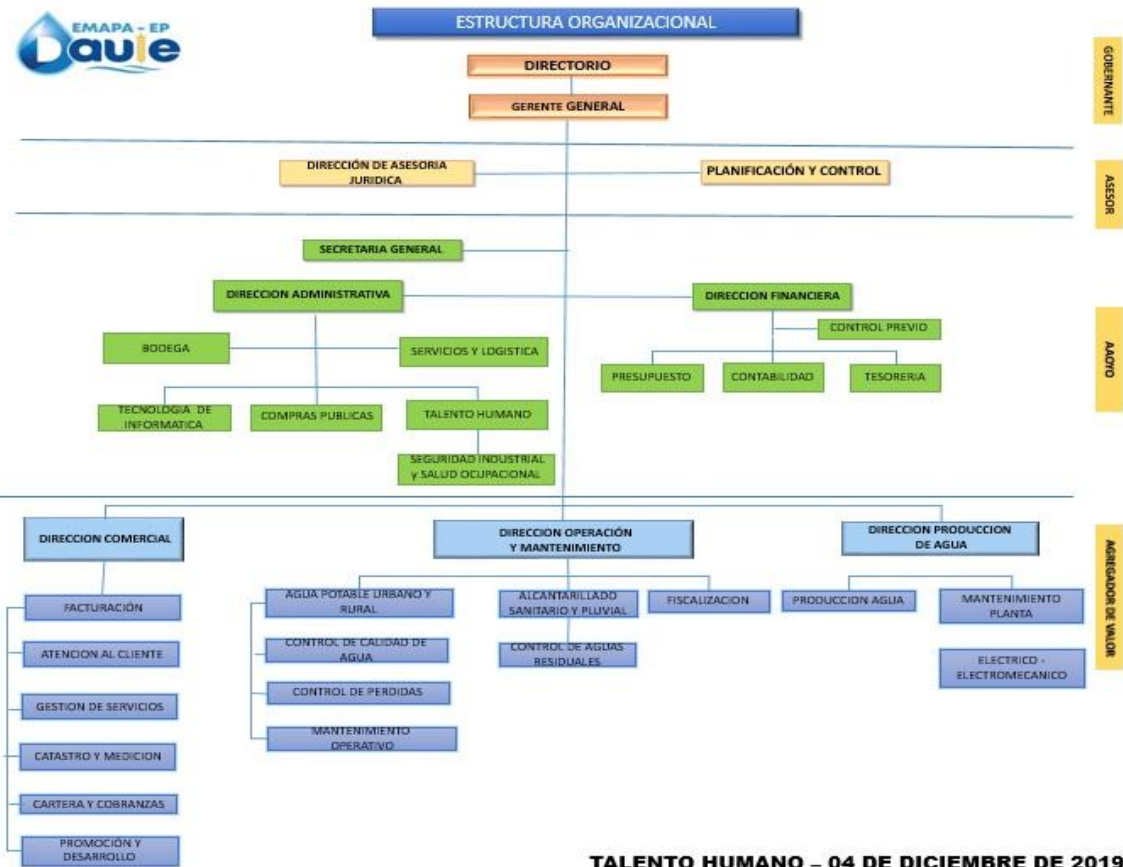 EMAPA - EP
Daule
ESTRUCTURA ORGANIZACIONAL
DIRECTORIO
GERENTE GENERAL
GOBERNANTE
DIRECCIÓN DE ASESORIA
JURIDICA
PLANIFICACIÓN Y CONTROL
ASESOR
SECRETARIA GENERAL
DIRECCION ADMINISTRATIVA
DIRECCION FINANCIERA
CONTROL PREVIO
BODEGA
SERVICIOS Y LOGISTICA
PRESUPUESTO
CONTABILIDAD
TESORERIA
TECNOLOGIA DE
INFORMATICA
COMPRAS PUBLICAS
TALENTO HUMANO
SEGURIDAD INDUSTRIAL
y SALUD OCUPACIONAL
AAOYO
DIRECCION COMERCIAL
DIRECCION OPERACIÓN
Y MANTENIMIENTO
DIRECCION PRODUCCION
DE AGUA
FACTURACIÓN
ATENCION AL CLIENTE
GESTION DE SERVICIOS
CATASTRO Y MEDICION
CARTERA Y COBRANZAS
PROMOCIÓN Y
DESARROLLO
AGUA POTABLE URBANO Y
RURAL
CONTROL DE CALIDAD DE
AGUA
CONTROL DE PERDIDAS
MANTENIMIENTO
OPERATIVO
ALCANTARILLADO
SANITARIO Y PLUVIAL
CONTROL DE AGUAS
RESIDUALES
FISCALIZACION
PRODUCCION AGUA
MANTENIMIENTO
PLANTA
ELECTRICO -
ELECTROMECANICO
AGREGADOR DE VALOR
TALENTO HUMANO – 04 DE DICIEMBRE DE 2019